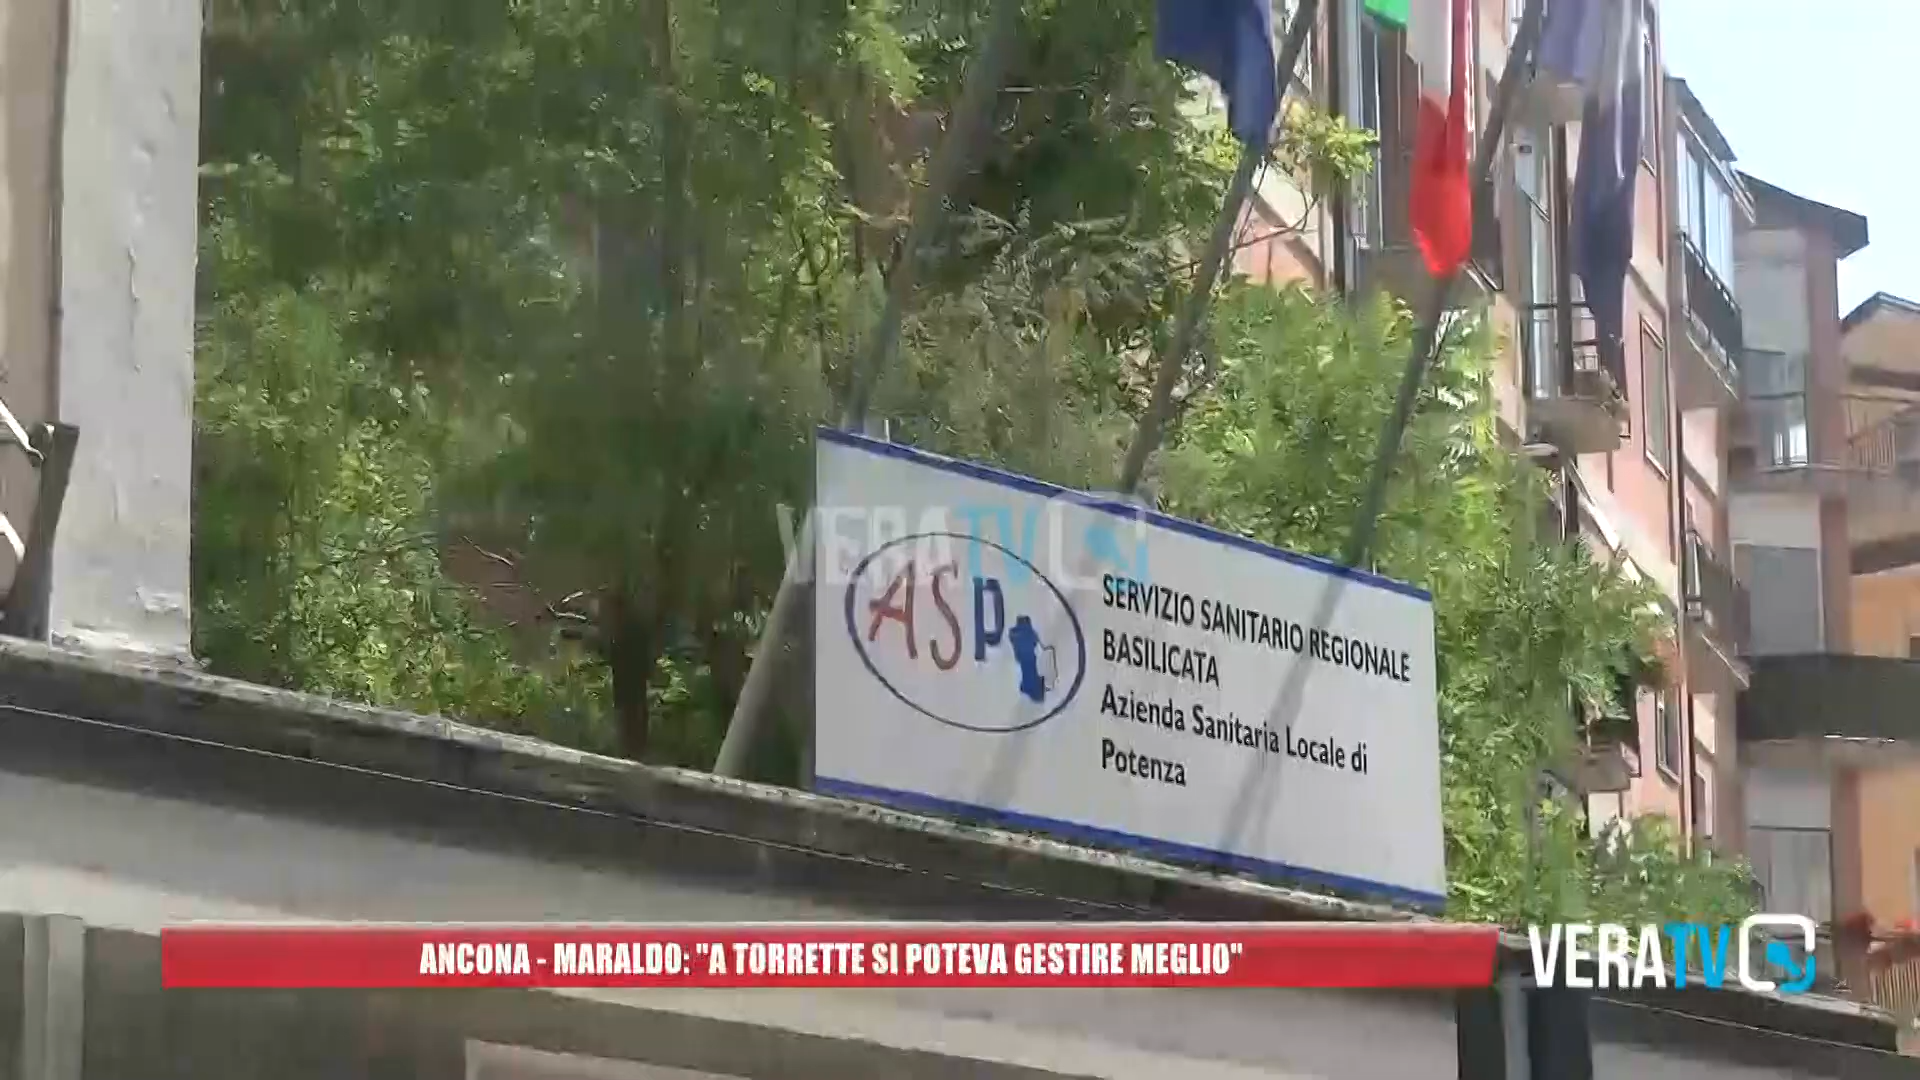 VERATV
ASP
SERVIZIO SANITARIO REGIONALE
BASILICATA
Azienda Sanitaria Locale di
Potenza
ANCONA - MARALDO: "A TORRETTE SI POTEVA GESTIRE MEGLIO"
VERATV